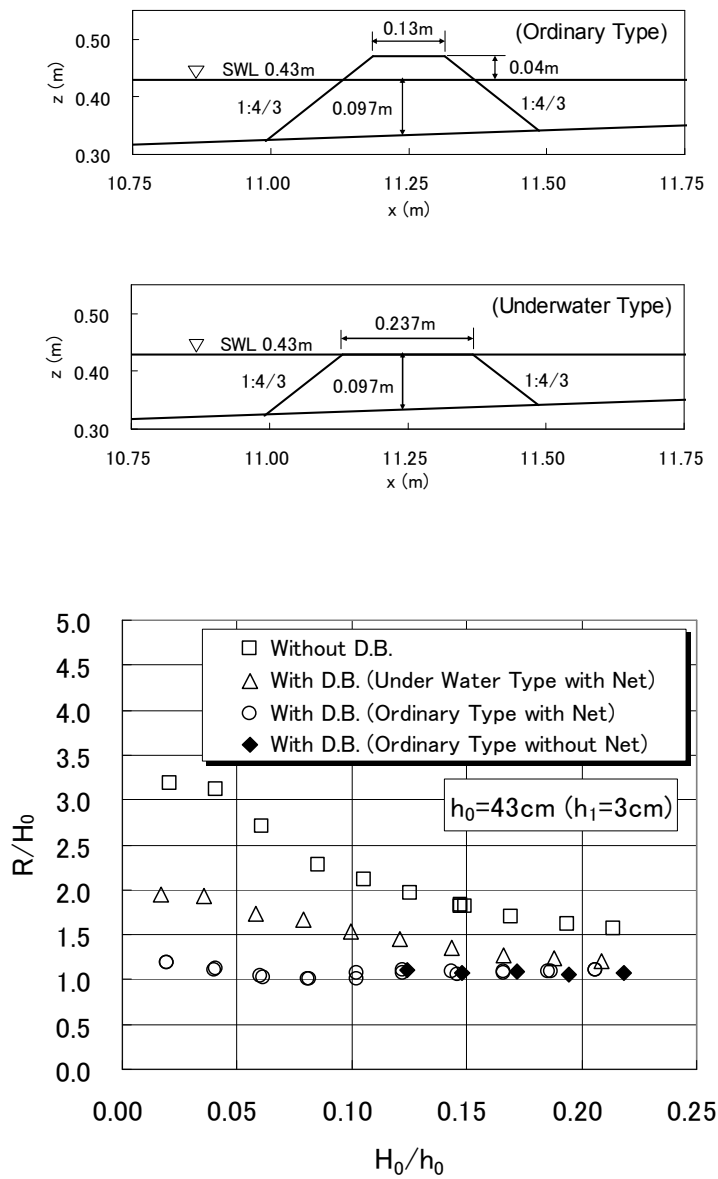 (Ordinary Type)
0.50
0.40
0.30
z (m)
0.13m
0.04m
SWL 0.43m
1:4/3
0.097m
1:4/3
10.75 11.00 11.25 11.50 11.75
x (m)
(Underwater Type)
0.50
0.40
0.30
z (m)
0.237m
SWL 0.43m
1:4/3
0.097m
1:4/3
10.75 11.00 11.25 11.50 11.75
x (m)
5.0
4.5
4.0
3.5
3.0
2.5
2.0
1.5
1.0
0.5
0.0
R/H₀
Without D.B.
With D.B. (Under Water Type with Net)
With D.B. (Ordinary Type with Net)
With D.B. (Ordinary Type without Net)
h₀=43cm (h₁=3cm)
0.00 0.05 0.10 0.15 0.20 0.25
H₀/h₀